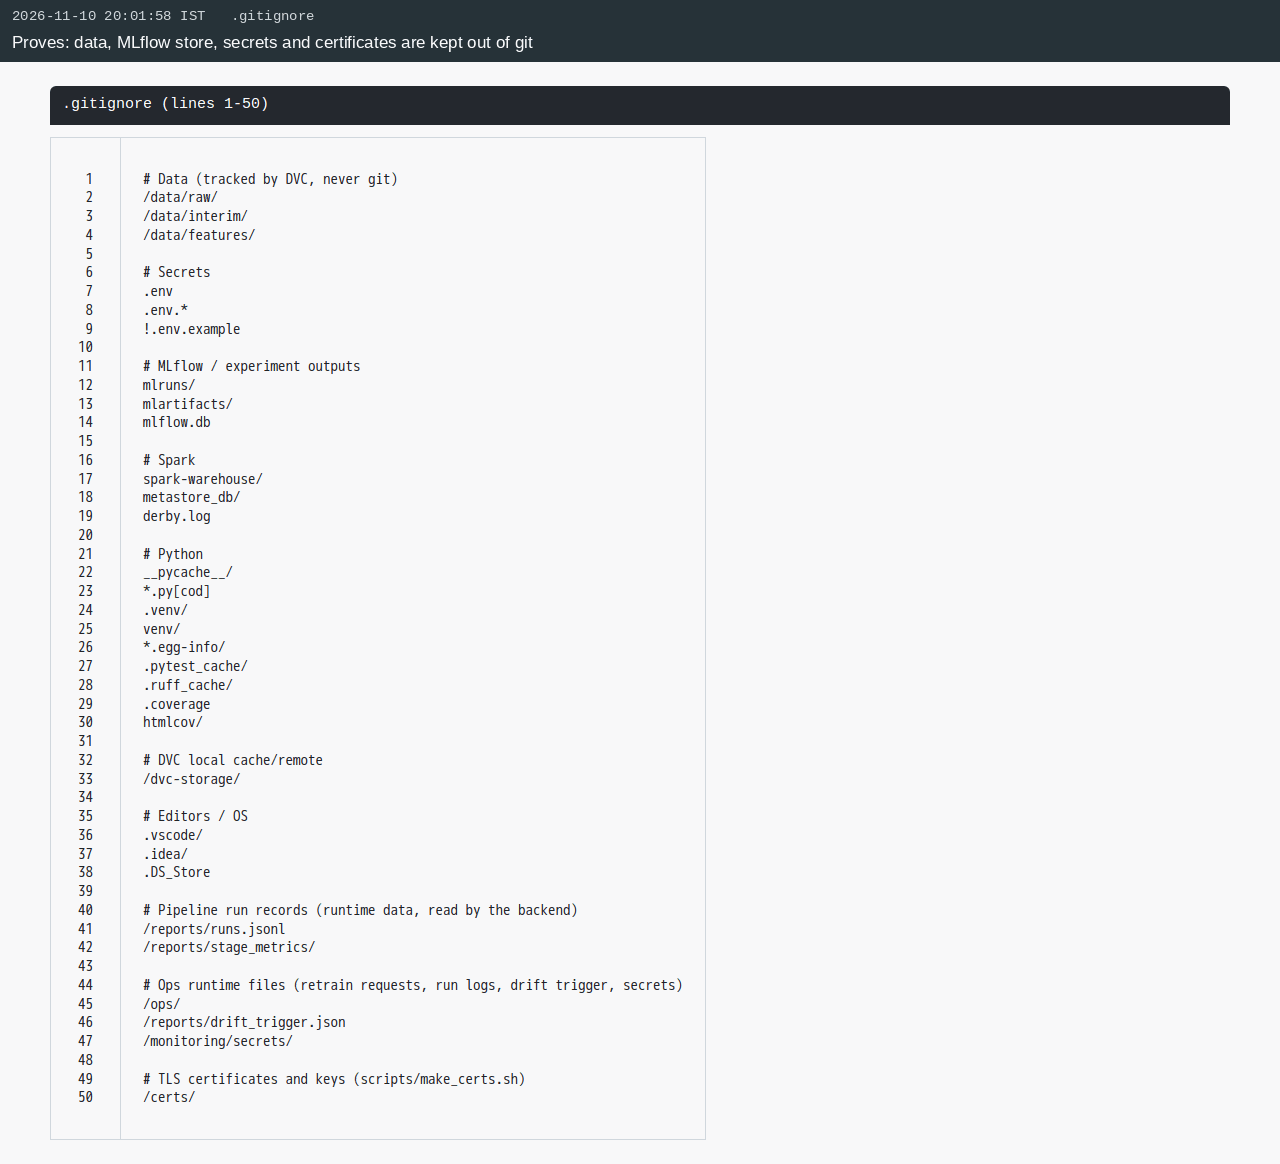 2026-11-10 20:01:58 IST   .gitignore
Proves: data, MLflow store, secrets and certificates are kept out of git
.gitignore (lines 1-50)
1 # Data (tracked by DVC, never git)
2 /data/raw/
3 /data/interim/
4 /data/features/
5
6 # Secrets
7 .env
8 .env.*
9 !.env.example
10
11 # MLflow / experiment outputs
12 mlruns/
13 mlartifacts/
14 mlflow.db
15
16 # Spark
17 spark-warehouse/
18 metastore_db/
19 derby.log
20
21 # Python
22 __pycache__/
23 *.py[cod]
24 .venv/
25 venv/
26 *.egg-info/
27 .pytest_cache/
28 .ruff_cache/
29 .coverage
30 htmlcov/
31
32 # DVC local cache/remote
33 /dvc-storage/
34
35 # Editors / OS
36 .vscode/
37 .idea/
38 .DS_Store
39
40 # Pipeline run records (runtime data, read by the backend)
41 /reports/runs.jsonl
42 /reports/stage_metrics/
43
44 # Ops runtime files (retrain requests, run logs, drift trigger, secrets)
45 /ops/
46 /reports/drift_trigger.json
47 /monitoring/secrets/
48
49 # TLS certificates and keys (scripts/make_certs.sh)
50 /certs/